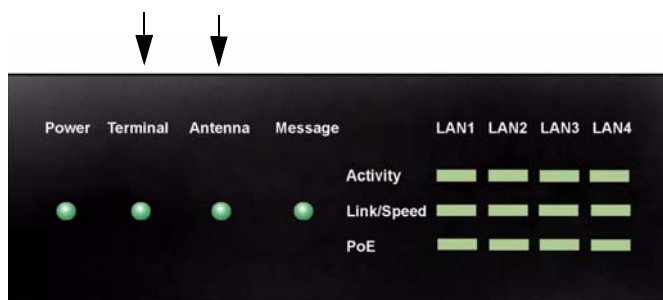 Power Terminal Antenna Message LAN1 LAN2 LAN3 LAN4
Activity
Link/Speed
PoE